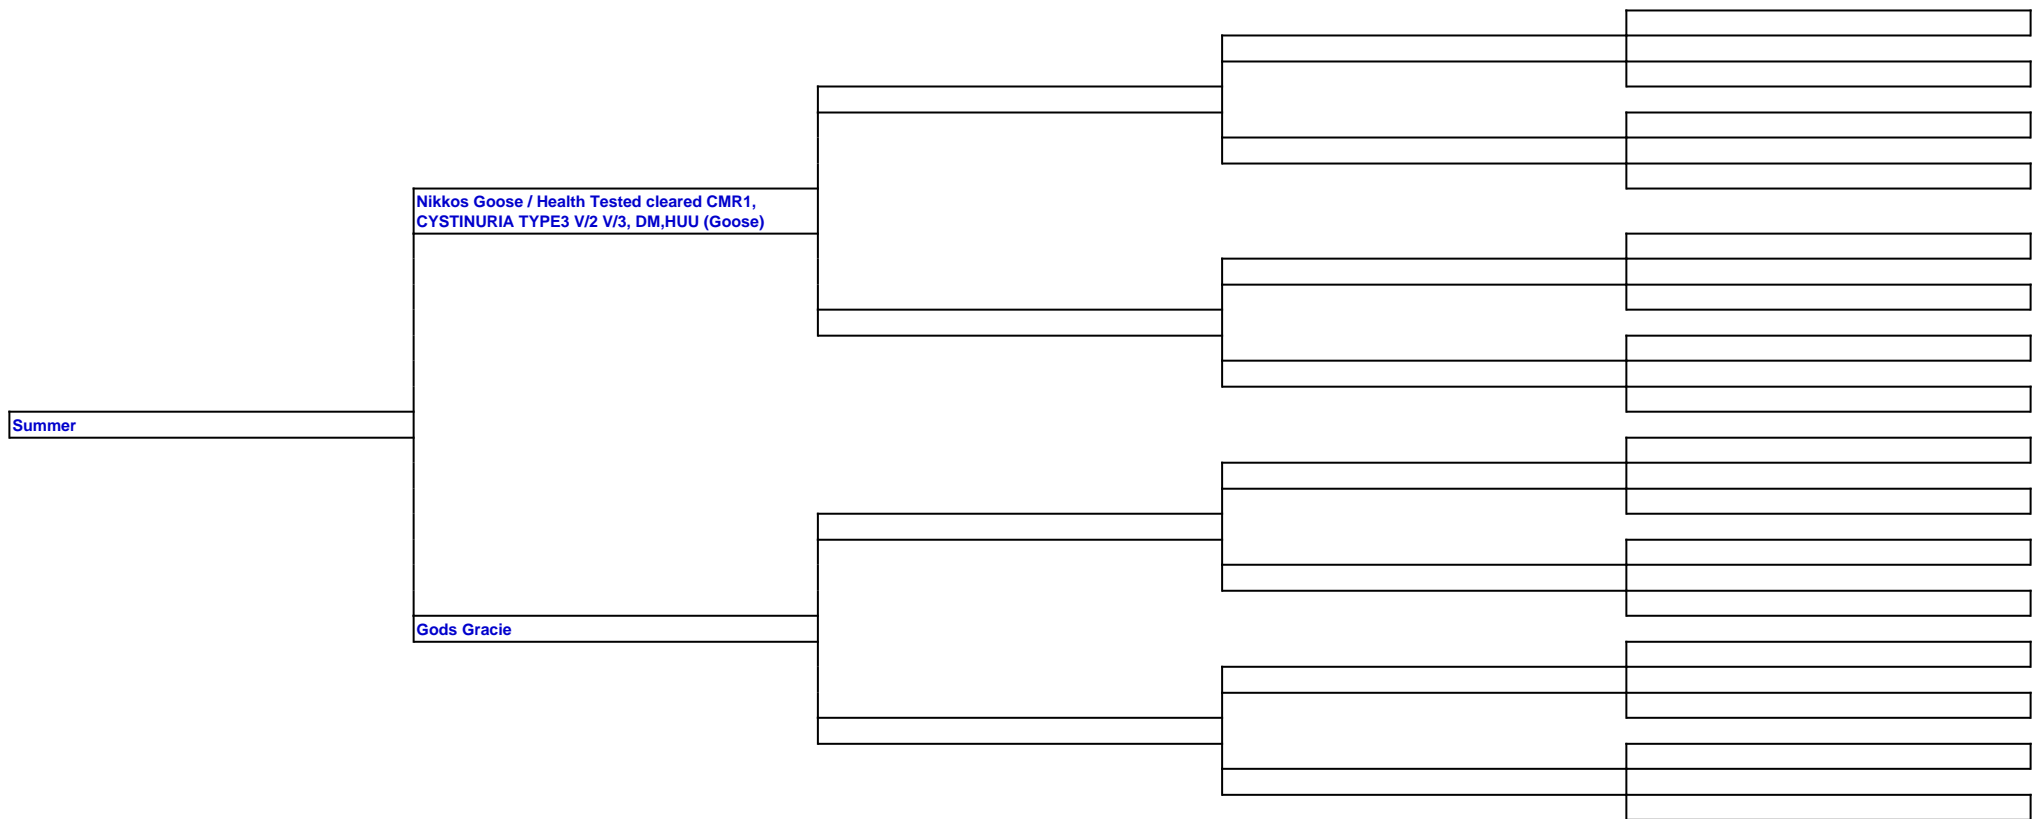 Nikkos Goose / Health Tested cleared CMR1,
CYSTINURIA TYPE3 V/2 V/3, DM,HUU (Goose)
Summer
Gods Gracie